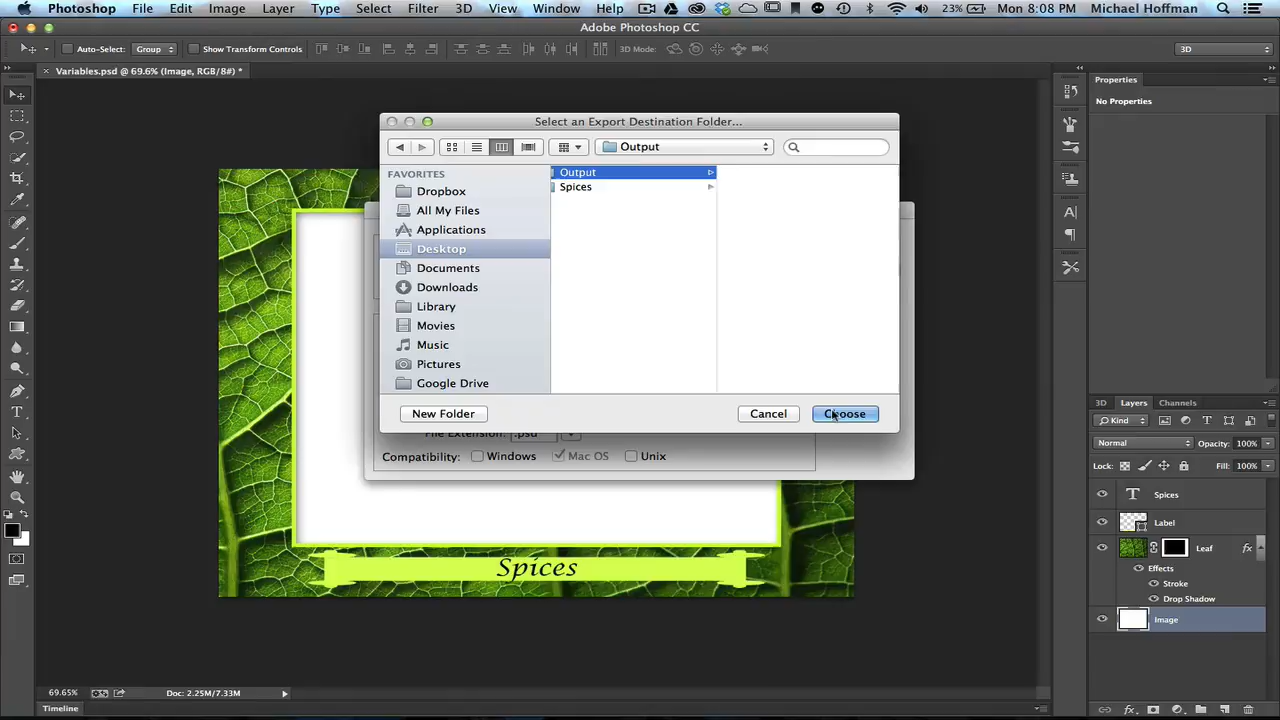 Photoshop File Edit Image Layer Type Select Filter 3D View Window Help 23% Mon 8:08 PM Michael Hoffman
Adobe Photoshop CC
Auto-Select: Group Show Transform Controls 3D Mode: 3D
Variables.psd @ 69.6% (Image, RGB/8#) *
Properties
No Properties
Select an Export Destination Folder...
Output
FAVORITES
Dropbox
All My Files
Applications
Desktop
Documents
Downloads
Library
Movies
Music
Pictures
Google Drive
Output
Spices
New Folder Cancel Choose
File Extension: .psd
Compatibility: Windows Mac OS Unix
Spices
3D Layers Channels
Kind
Normal Opacity: 100%
Lock: Fill: 100%
Spices
Label
Leaf fx
Effects
Stroke
Drop Shadow
Image
69.65% Doc: 2.25M/7.33M
Timeline